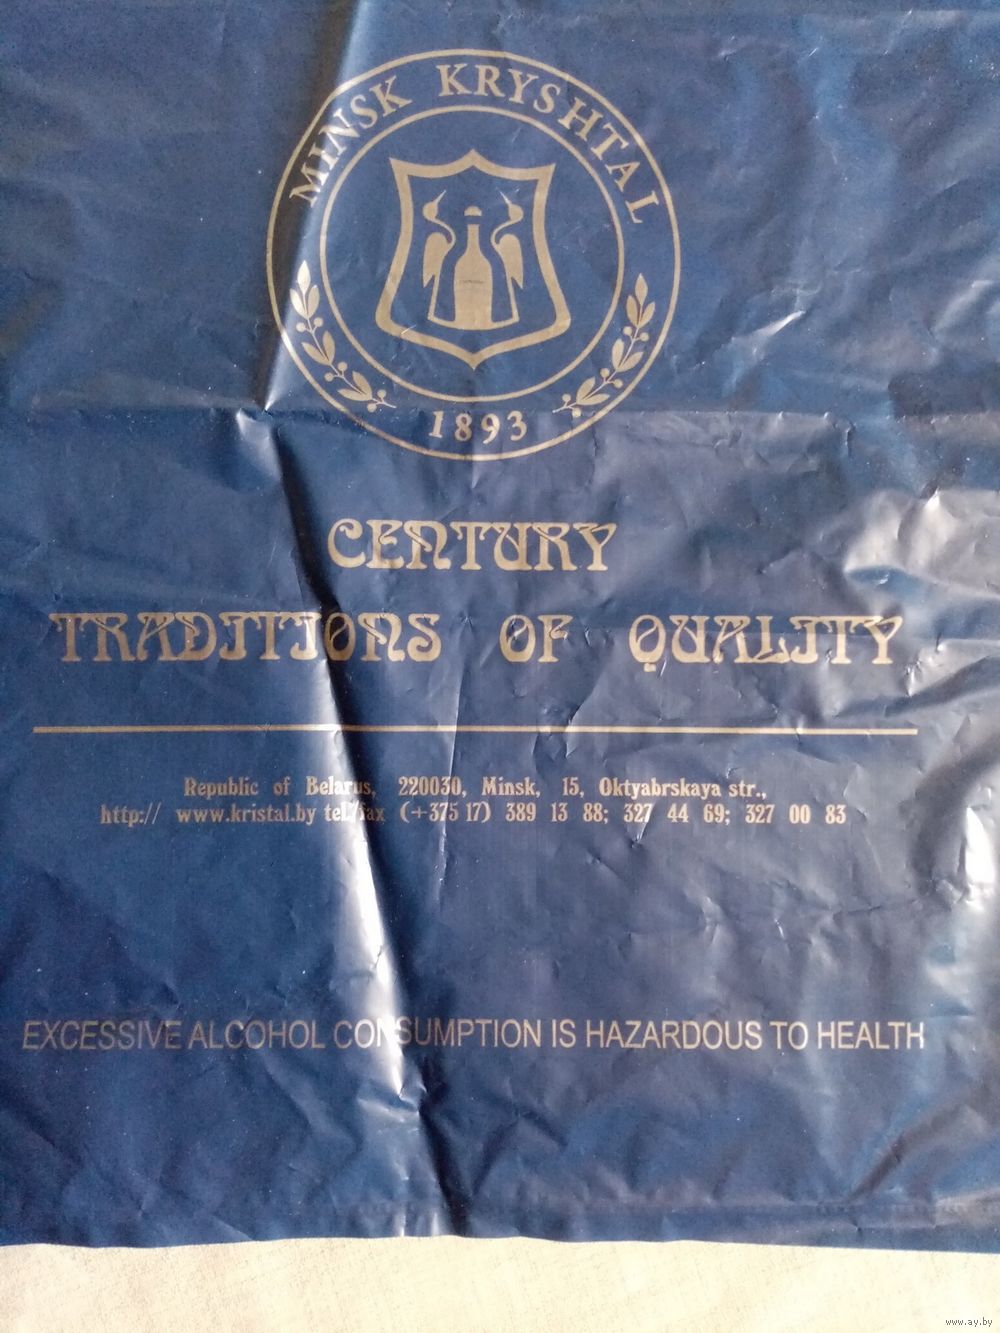 MINSK KRYSHTAL
1893
CENTURY
TRADITIONS OF QUALITY
Republic of Belarus, 220030, Minsk, 15, Oktyabrskaya str.,
http:// www.kristal.by tel/fax (+375 17) 389 13 88; 327 44 69; 327 00 83
EXCESSIVE ALCOHOL CONSUMPTION IS HAZARDOUS TO HEALTH
www.ay.by